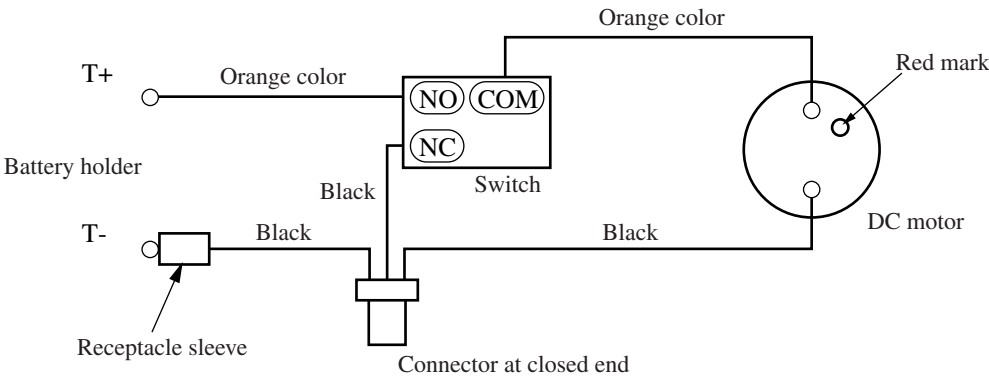 Orange color
Red mark
T+
Orange color
NO
COM
NC
Battery holder
Switch
Black
DC motor
T-
Black
Black
Receptacle sleeve
Connector at closed end